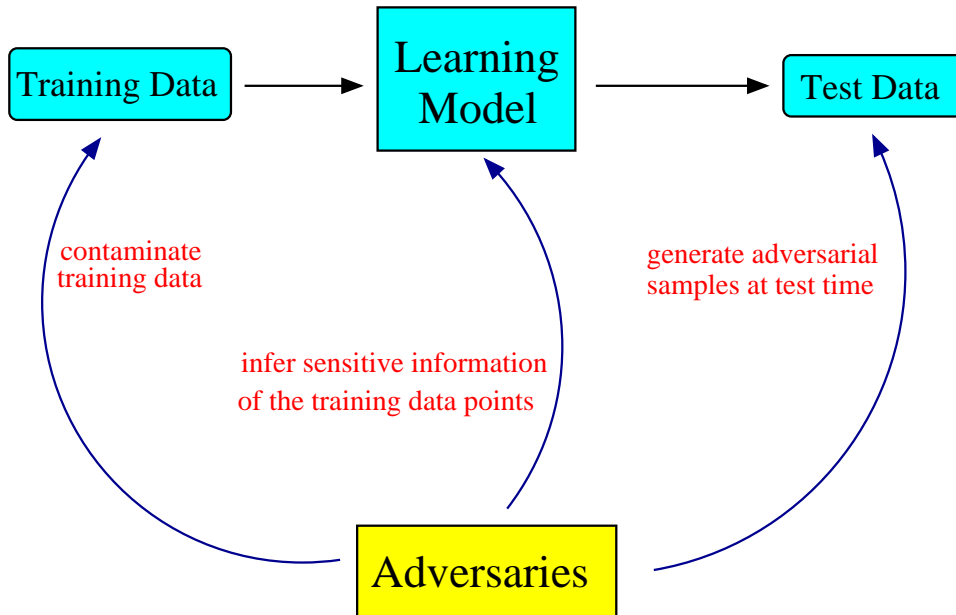 Training Data
Learning
Model
Test Data
contaminate
training data
generate adversarial
samples at test time
infer sensitive information
of the training data points
Adversaries